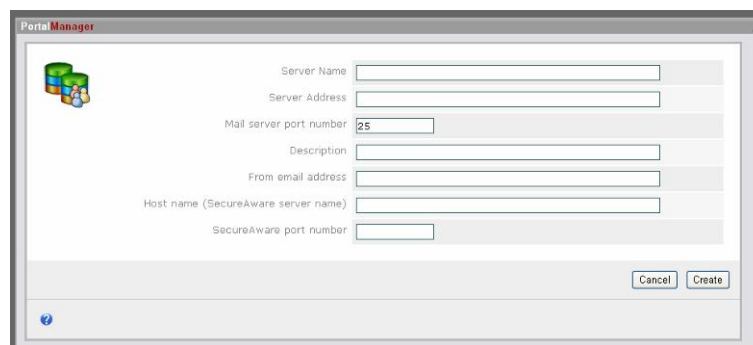 PortalManager
Server Name
Server Address
Mail server port number 25
Description
From email address
Host name (SecureAware server name)
SecureAware port number
Cancel Create
?